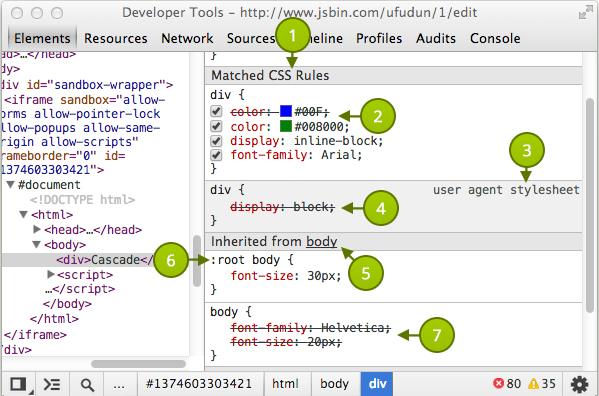 Developer Tools - http://www.jsbin.com/ufudun/1/edit
Elements Resources Network Sources Timeline Profiles Audits Console
dy>
<head>…</head>
<body>
div id="sandbox-wrapper">
<iframe sandbox="allow-
orms allow-pointer-lock
allow-popups allow-same-
origin allow-scripts"
rameborder="0" id=
1374603303421">
▼#document
<!DOCTYPE html>
▼<html>
▶<head>…</head>
▼<body>
<div>Cascade</
▶<script>
…</script>
</body>
</html>
</iframe>
/div>
}
Matched CSS Rules
1
div {
color: #00F;
2
color: #008000;
display: inline-block;
font-family: Arial;
}
3
div {
user agent stylesheet
display: block;
4
}
Inherited from body
5
6
:root body {
font-size: 30px;
}
body {
font-family: Helvetica;
font-size: 20px;
7
}
... #1374603303421 html body div
80 35